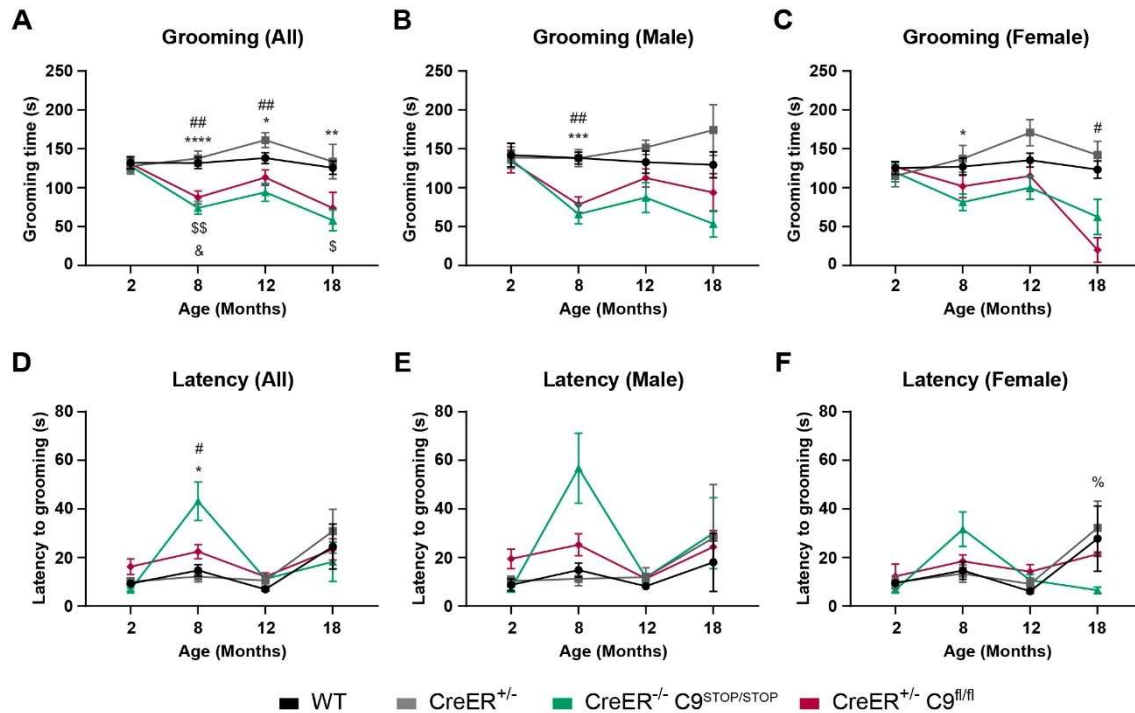 A
Grooming (All)
Grooming time (s)
250
200
150
100
50
0
##
****
##
*
**
$$
&
$
2 8 12 18
Age (Months)
B
Grooming (Male)
Grooming time (s)
250
200
150
100
50
0
##
***
2 8 12 18
Age (Months)
C
Grooming (Female)
Grooming time (s)
250
200
150
100
50
0
*
#
2 8 12 18
Age (Months)
D
Latency (All)
Latency to grooming (s)
80
60
40
20
0
#
*
2 8 12 18
Age (Months)
E
Latency (Male)
Latency to grooming (s)
80
60
40
20
0
2 8 12 18
Age (Months)
F
Latency (Female)
Latency to grooming (s)
80
60
40
20
0
%
2 8 12 18
Age (Months)
WT CreER+/- CreER-/- C9STOP/STOP CreER+/- C9fl/fl